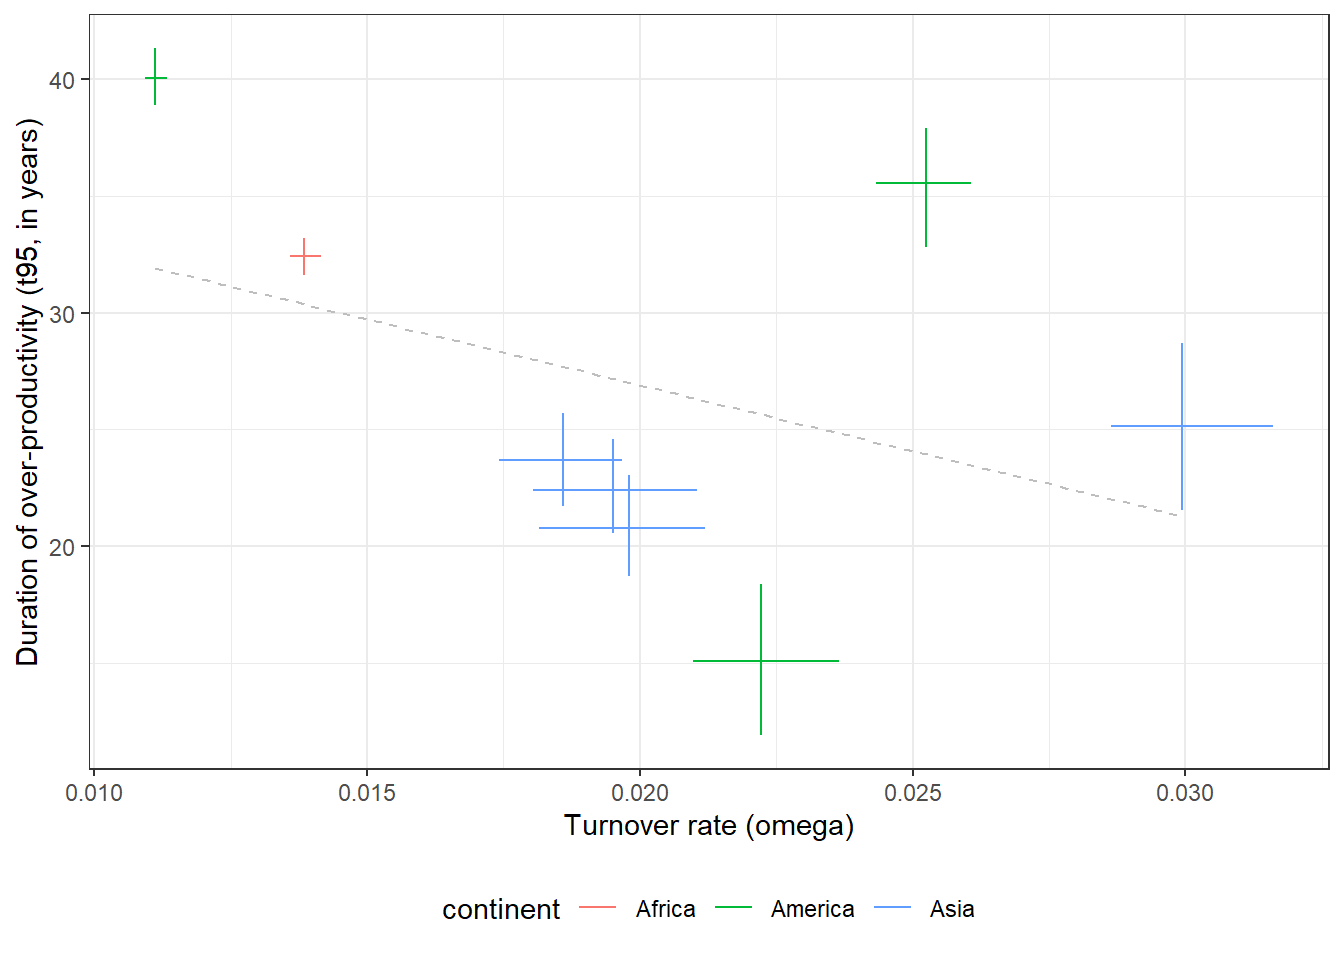 Duration of over-productivity (t95, in years)
40
30
20
0.010 0.015 0.020 0.025 0.030
Turnover rate (omega)
continent Africa America Asia